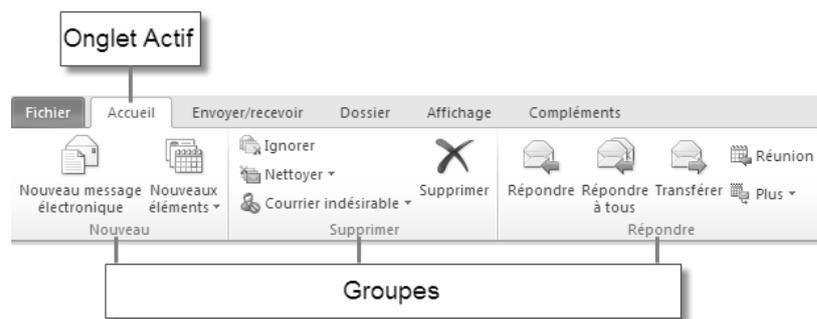 Onglet Actif
Fichier Accueil Envoyer/recevoir Dossier Affichage Compléments
Nouveau message électronique
Nouveaux éléments
Nouveau
Ignorer
Nettoyer
Courrier indésirable
Supprimer
Supprimer
Répondre
Répondre à tous
Transférer
Réunion
Plus
Répondre
Groupes